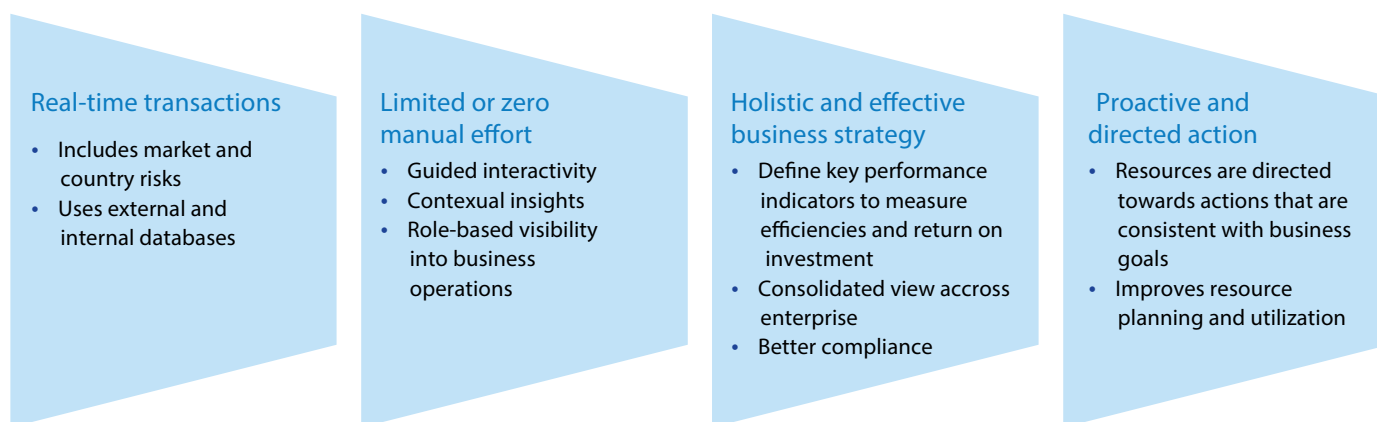 Real-time transactions
• Includes market and
country risks
• Uses external and
internal databases
Limited or zero
manual effort
• Guided interactivity
• Contexual insights
• Role-based visibility
into business
operations
Holistic and effective
business strategy
• Define key performance
indicators to measure
efficiencies and return on
investment
• Consolidated view accross
enterprise
• Better compliance
Proactive and
directed action
• Resources are directed
towards actions that are
consistent with business
goals
• Improves resource
planning and utilization